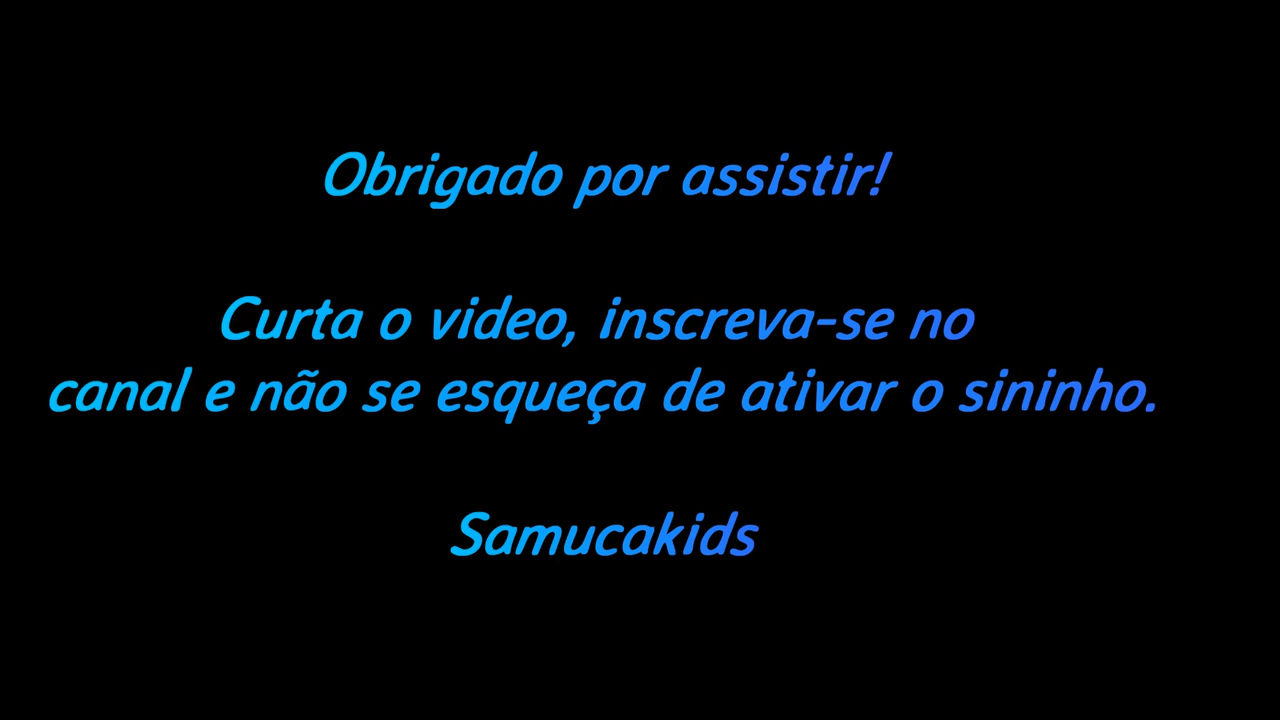 Obrigado por assistir!
Curta o video, inscreva-se no
canal e não se esqueça de ativar o sininho.
Samucakids